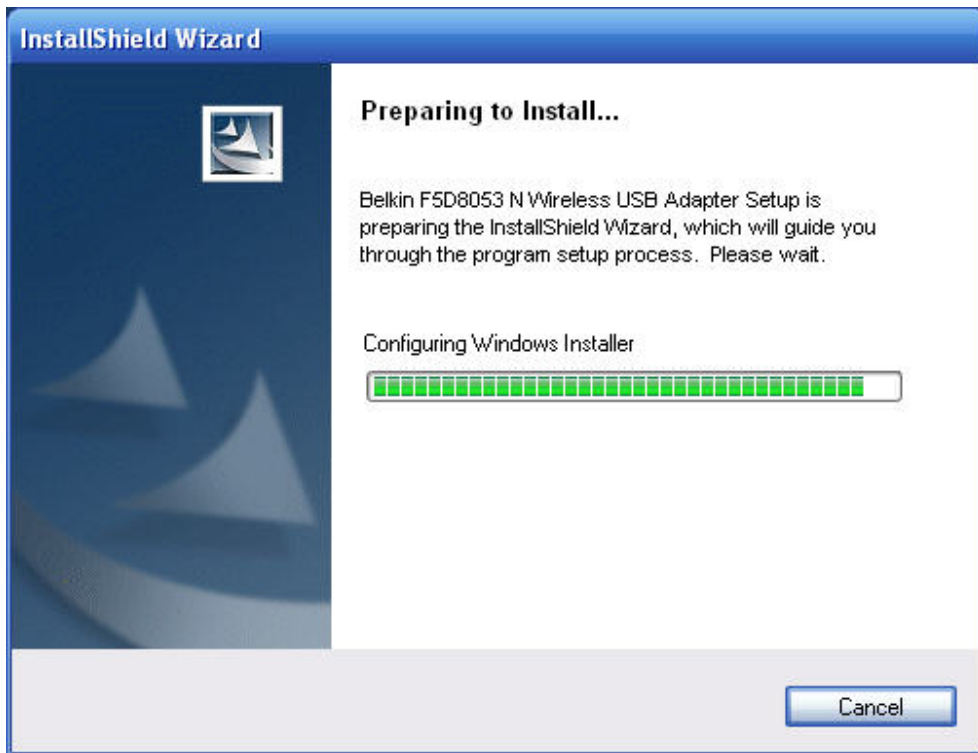 InstallShield Wizard
Preparing to Install...
Belkin F5D8053 N Wireless USB Adapter Setup is
preparing the InstallShield Wizard, which will guide you
through the program setup process.  Please wait.
Configuring Windows Installer
Cancel